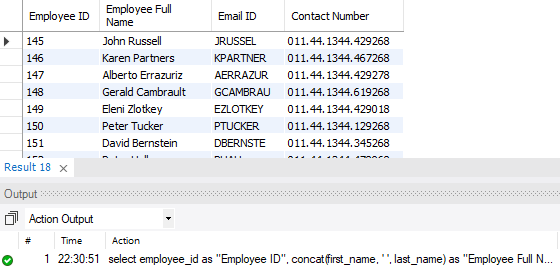 Employee ID Employee Full Name Email ID Contact Number
145 John Russell JRUSSEL 011.44.1344.429268
146 Karen Partners KPARTNER 011.44.1344.467268
147 Alberto Errazuriz AERRAZUR 011.44.1344.429278
148 Gerald Cambrault GCAMBRAU 011.44.1344.619268
149 Eleni Zlotkey EZLOTKEY 011.44.1344.429018
150 Peter Tucker PTUCKER 011.44.1344.129268
151 David Bernstein DBERNSTE 011.44.1344.345268
Result 18
Output
Action Output
# Time Action
1 22:30:51 select employee_id as "Employee ID", concat(first_name, ' ', last_name) as "Employee Full N...